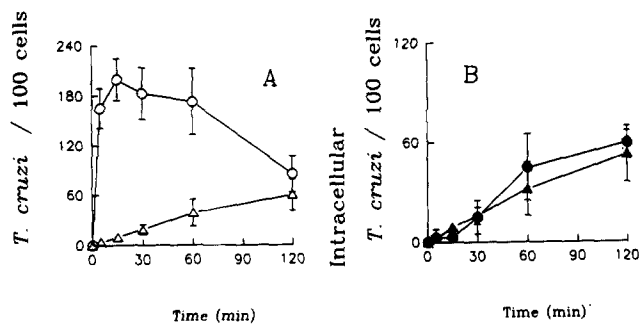 T. cruzi / 100 cells
240
180
120
60
0
A
0 30 60 90 120
Time (min)
Intracellular
T. cruzi / 100 cells
120
60
0
B
0 30 60 90 120
Time (min)